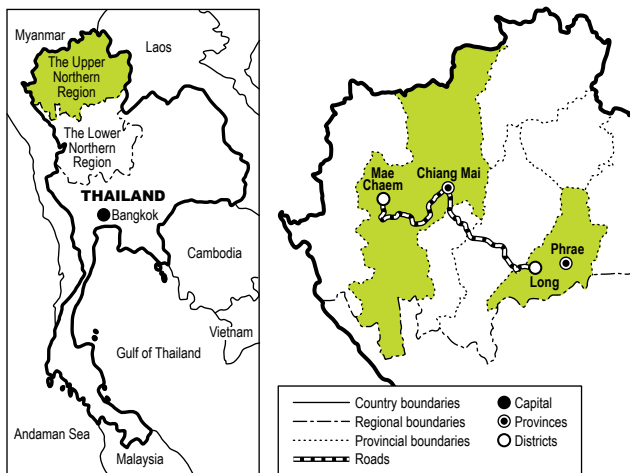 Myanmar
Laos
The Upper
Northern
Region
The Lower
Northern
Region
THAILAND
Bangkok
Cambodia
Vietnam
Gulf of Thailand
Andaman Sea
Malaysia
Mae
Chaem
Chiang Mai
Phrae
Long
Country boundaries
Regional boundaries
Provincial boundaries
Roads
Capital
Provinces
Districts